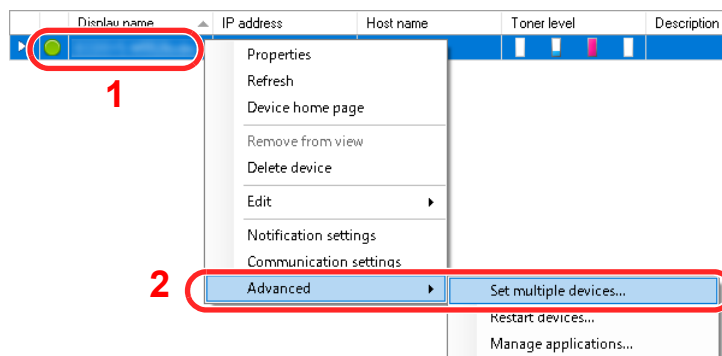 Display name IP address Host name Toner level Description
1
Properties
Refresh
Device home page
Remove from view
Delete device
Edit
Notification settings
Communication settings
2
Advanced Set multiple devices...
Restart devices...
Manage applications...